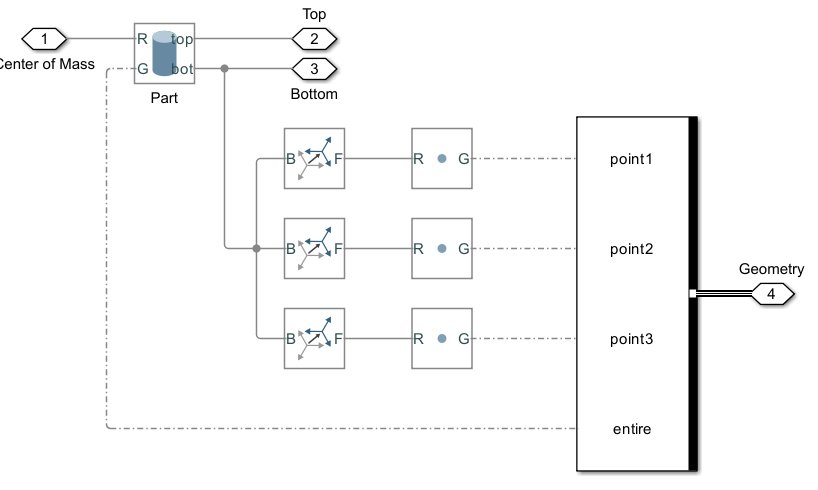 Top
1 R top 2
Center of Mass G bot 3
Part Bottom
B F R G point1
B F R G point2
Geometry
4
B F R G point3
entire